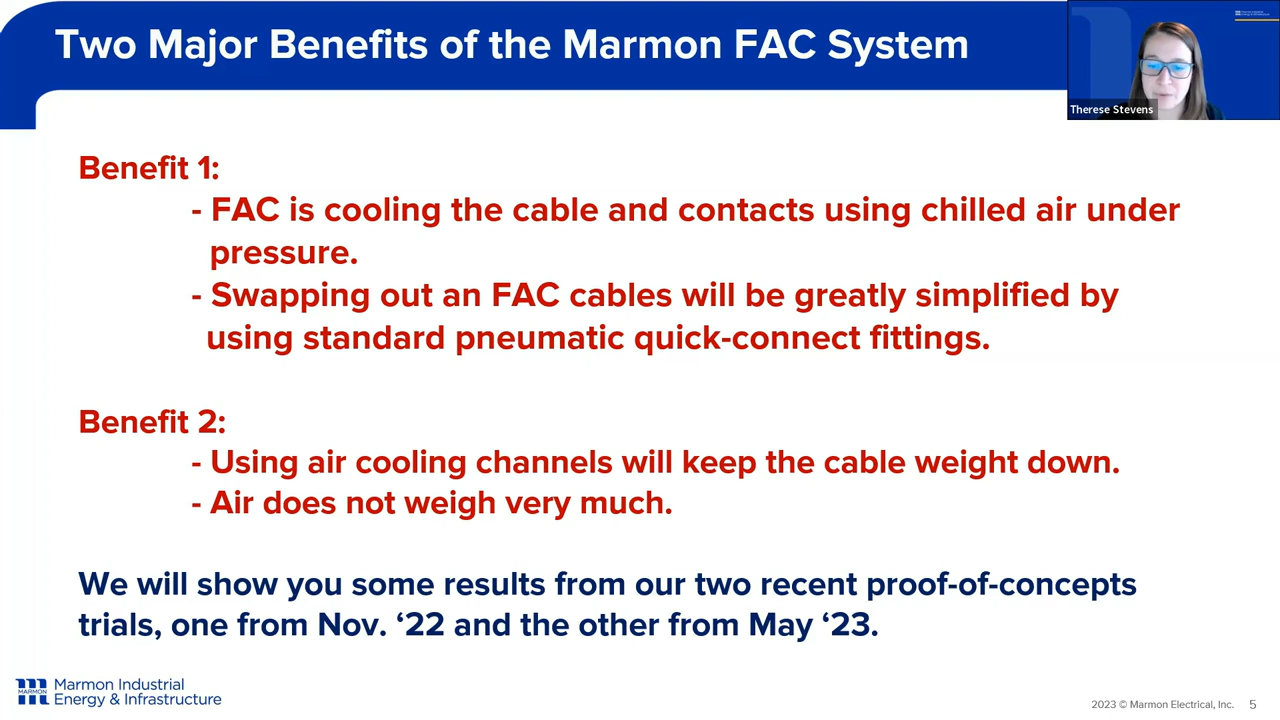 Two Major Benefits of the Marmon FAC System
Therese Stevens
Benefit 1:
- FAC is cooling the cable and contacts using chilled air under
pressure.
- Swapping out an FAC cables will be greatly simplified by
using standard pneumatic quick-connect fittings.
Benefit 2:
- Using air cooling channels will keep the cable weight down.
- Air does not weigh very much.
We will show you some results from our two recent proof-of-concepts
trials, one from Nov. ‘22 and the other from May ‘23.
MARMON
Marmon Industrial
Energy & Infrastructure
2023 © Marmon Electrical, Inc. 5